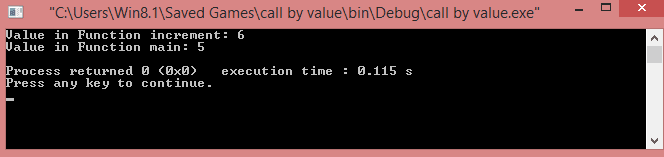 "C:\Users\Win8.1\Saved Games\call by value\bin\Debug\call by value.exe"
Value in Function increment: 6
Value in Function main: 5
Process returned 0 (0x0)   execution time : 0.115 s
Press any key to continue.